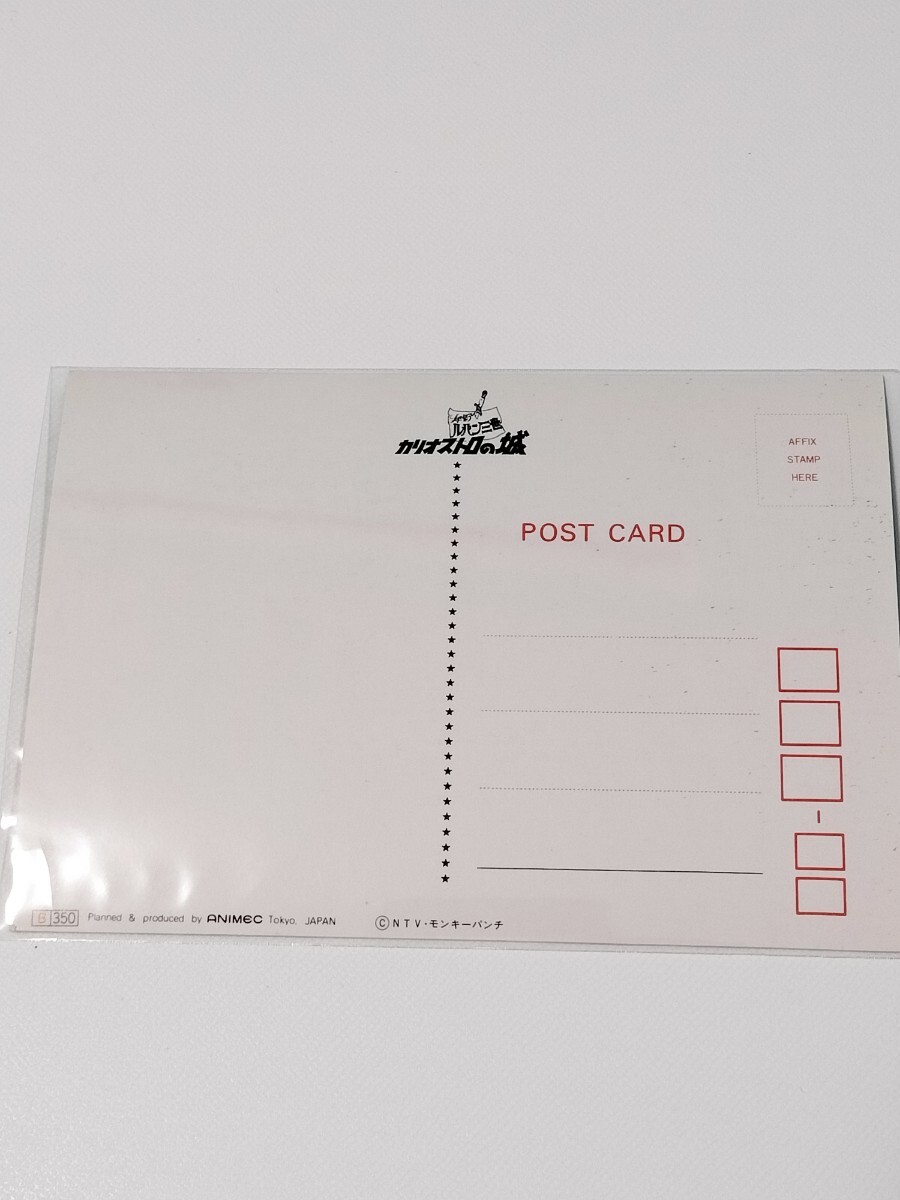 ルパン三世
カリオストロの城
AFFIX
STAMP
HERE
POST CARD
6 350 Planned & produced by ANIMEC Tokyo, JAPAN
Ⓒ NTV・モンキーパンチ